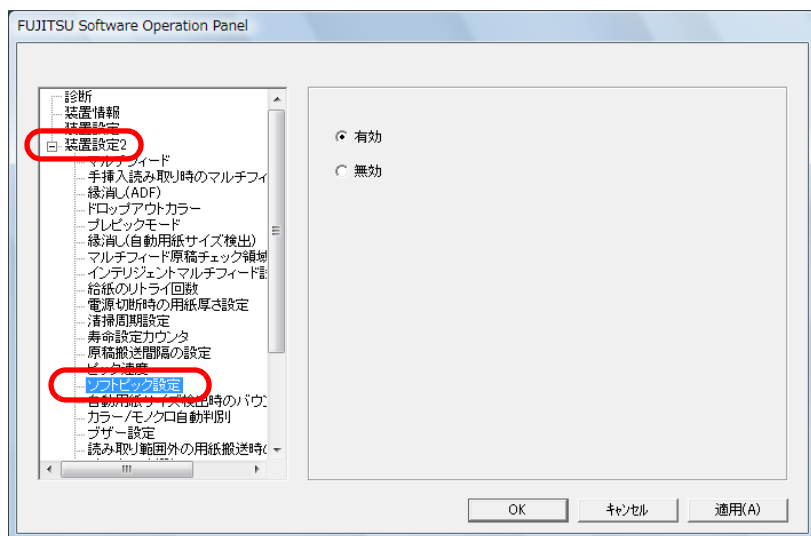 FUJITSU Software Operation Panel
診断
装置情報
装置設定
装置設定2
マルチフィード
手挿入読み取り時のマルチフィ
縁消し(ADF)
ドロップアウトカラー
プレピックモード
縁消し(自動用紙サイズ検出)
マルチフィード原稿チェック領域
インテリジェントマルチフィード
給紙のリトライ回数
電源切断時の用紙厚さ設定
清掃周期設定
寿命設定カウンタ
原稿搬送間隔の設定
ピック速度
ソフトピック設定
自動用紙サイズ検出時のバウ
カラー/モノクロ自動判別
ブザー設定
読み取り範囲外の用紙搬送時
有効
無効
OK
キャンセル
適用(A)